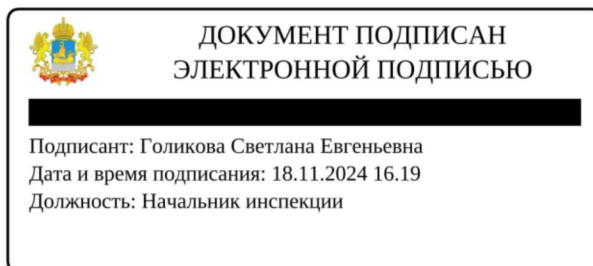 ДОКУМЕНТ ПОДПИСАН
ЭЛЕКТРОННОЙ ПОДПИСЬЮ
Подписант: Голикова Светлана Евгеньевна
Дата и время подписания: 18.11.2024 16.19
Должность: Начальник инспекции